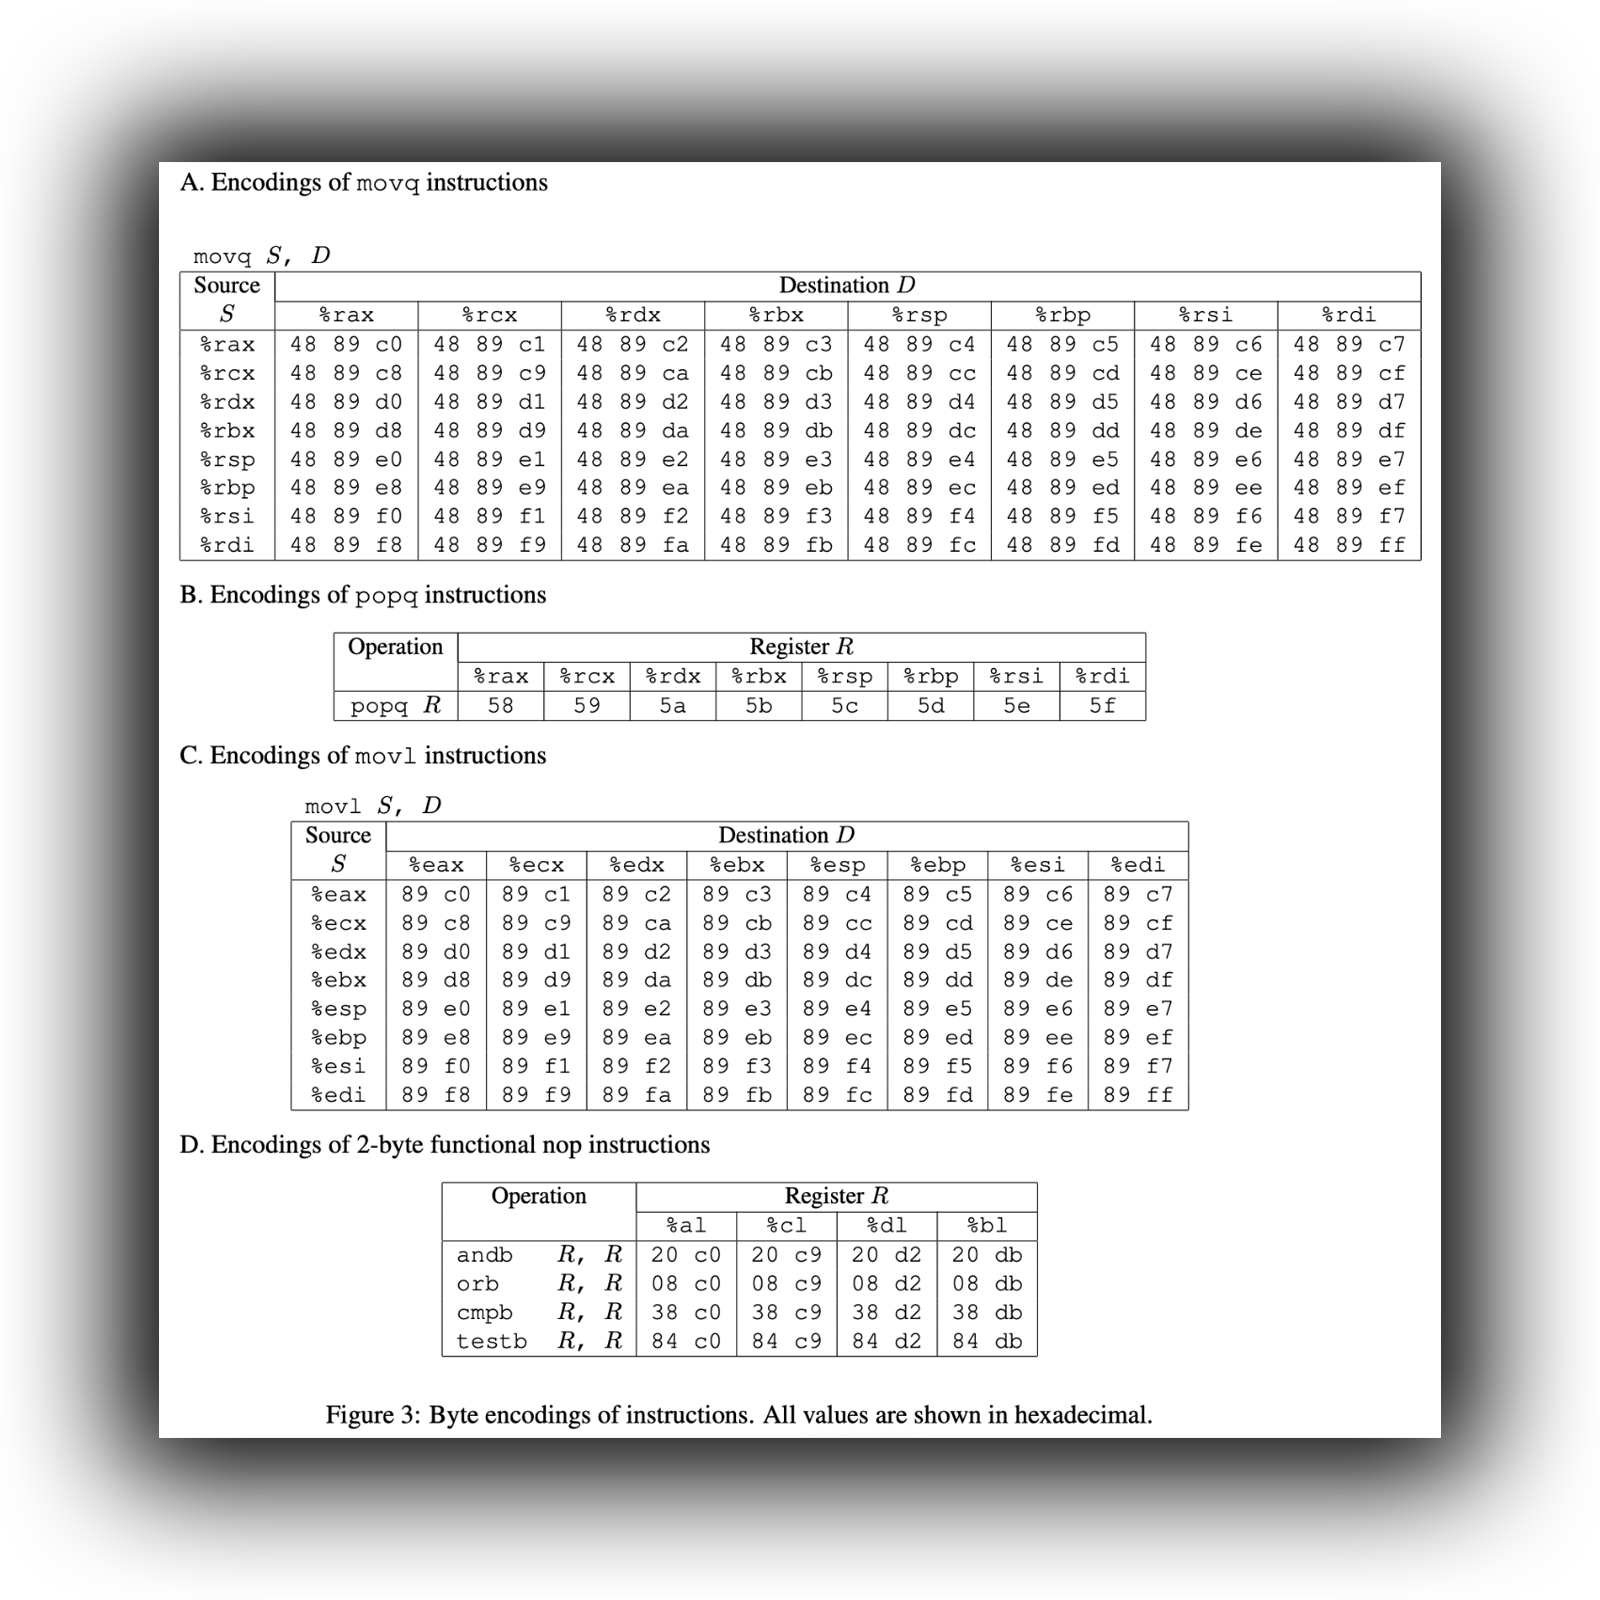 A. Encodings of movq instructions
movq S, D
Source Destination D
S %rax %rcx %rdx %rbx %rsp %rbp %rsi %rdi
%rax 48 89 c0 48 89 c1 48 89 c2 48 89 c3 48 89 c4 48 89 c5 48 89 c6 48 89 c7
%rcx 48 89 c8 48 89 c9 48 89 ca 48 89 cb 48 89 cc 48 89 cd 48 89 ce 48 89 cf
%rdx 48 89 d0 48 89 d1 48 89 d2 48 89 d3 48 89 d4 48 89 d5 48 89 d6 48 89 d7
%rbx 48 89 d8 48 89 d9 48 89 da 48 89 db 48 89 dc 48 89 dd 48 89 de 48 89 df
%rsp 48 89 e0 48 89 e1 48 89 e2 48 89 e3 48 89 e4 48 89 e5 48 89 e6 48 89 e7
%rbp 48 89 e8 48 89 e9 48 89 ea 48 89 eb 48 89 ec 48 89 ed 48 89 ee 48 89 ef
%rsi 48 89 f0 48 89 f1 48 89 f2 48 89 f3 48 89 f4 48 89 f5 48 89 f6 48 89 f7
%rdi 48 89 f8 48 89 f9 48 89 fa 48 89 fb 48 89 fc 48 89 fd 48 89 fe 48 89 ff
B. Encodings of popq instructions
Operation Register R
%rax %rcx %rdx %rbx %rsp %rbp %rsi %rdi
popq R 58 59 5a 5b 5c 5d 5e 5f
C. Encodings of movl instructions
movl S, D
Source Destination D
S %eax %ecx %edx %ebx %esp %ebp %esi %edi
%eax 89 c0 89 c1 89 c2 89 c3 89 c4 89 c5 89 c6 89 c7
%ecx 89 c8 89 c9 89 ca 89 cb 89 cc 89 cd 89 ce 89 cf
%edx 89 d0 89 d1 89 d2 89 d3 89 d4 89 d5 89 d6 89 d7
%ebx 89 d8 89 d9 89 da 89 db 89 dc 89 dd 89 de 89 df
%esp 89 e0 89 e1 89 e2 89 e3 89 e4 89 e5 89 e6 89 e7
%ebp 89 e8 89 e9 89 ea 89 eb 89 ec 89 ed 89 ee 89 ef
%esi 89 f0 89 f1 89 f2 89 f3 89 f4 89 f5 89 f6 89 f7
%edi 89 f8 89 f9 89 fa 89 fb 89 fc 89 fd 89 fe 89 ff
D. Encodings of 2-byte functional nop instructions
Operation Register R
%al %cl %dl %bl
andb R, R 20 c0 20 c9 20 d2 20 db
orb R, R 08 c0 08 c9 08 d2 08 db
cmpb R, R 38 c0 38 c9 38 d2 38 db
testb R, R 84 c0 84 c9 84 d2 84 db
Figure 3: Byte encodings of instructions. All values are shown in hexadecimal.